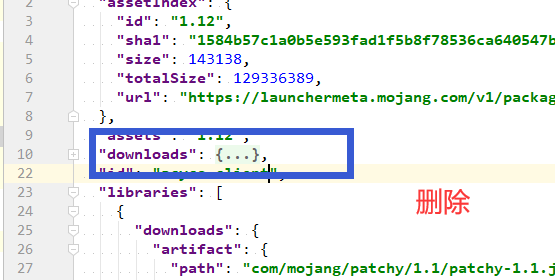 2 "assetIndex": {
3 "id": "1.12",
4 "sha1": "1584b57c1a0b5e593fad1f5b8f78536ca640547b
5 "size": 143138,
6 "totalSize": 129336389,
7 "url": "https://launchermeta.mojang.com/v1/packag
8 },
9 "assets": "1.12",
10 "downloads": {...},
22 "id":
23 "libraries": [
24 {
25 "downloads": {
26 "artifact": {
27 "path": "com/mojang/patchy/1.1/patchy-1.1.j
删除